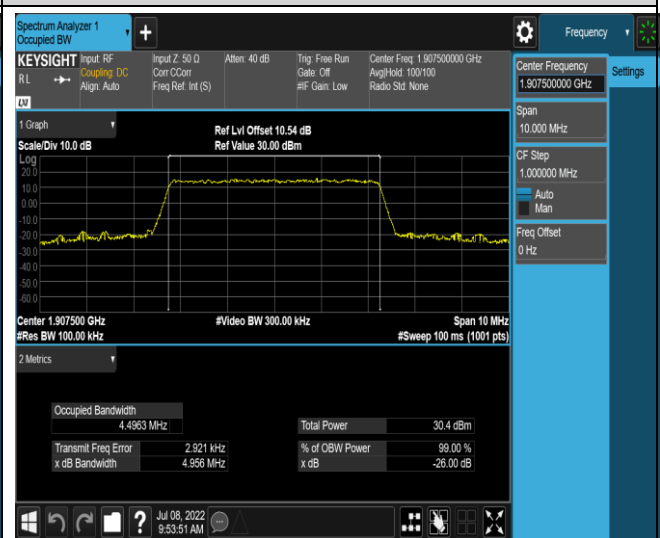 Spectrum Analyzer 1
Occupied BW
+
Frequency
KEYSIGHT
RL
LXI
Input: RF
Coupling: DC
Align: Auto
Input Z: 50 Ω
Corr CCorr
Freq Ref: Int (S)
Atten: 40 dB
Trig: Free Run
Gate: Off
#IF Gain: Low
Center Freq: 1.907500000 GHz
Avg|Hold: 100/100
Radio Std: None
Center Frequency
1.907500000 GHz
Settings
Span
10.000 MHz
CF Step
1.000000 MHz
Auto
Man
Freq Offset
0 Hz
1 Graph
Scale/Div 10.0 dB
Ref Lvl Offset 10.54 dB
Ref Value 30.00 dBm
Log
20.0
10.0
0.00
-10.0
-20.0
-30.0
-40.0
-50.0
-60.0
Center 1.907500 GHz
#Video BW 300.00 kHz
Span 10 MHz
#Res BW 100.00 kHz
#Sweep 100 ms (1001 pts)
2 Metrics
Occupied Bandwidth
4.4963 MHz
Total Power 30.4 dBm
Transmit Freq Error 2.921 kHz
% of OBW Power 99.00 %
x dB Bandwidth 4.956 MHz
x dB -26.00 dB
?
Jul 08, 2022
9:53:51 AM